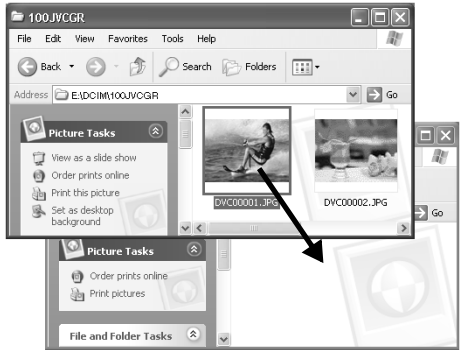 100JVCGR
File Edit View Favorites Tools Help
Back Search Folders
Address E:\DCIM\100JVCGR Go
Picture Tasks
View as a slide show
Order prints online
Print this picture
Set as desktop
background
DVC00001.JPG DVC00002.JPG
Go
Picture Tasks
Order prints online
Print pictures
File and Folder Tasks